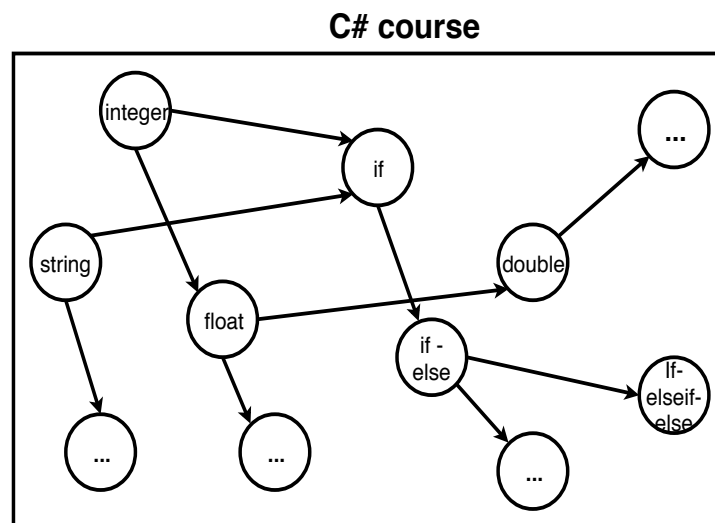 C# course
integer
...
if
string
double
float
if -
else
If-
elseif-
else
...
...
...